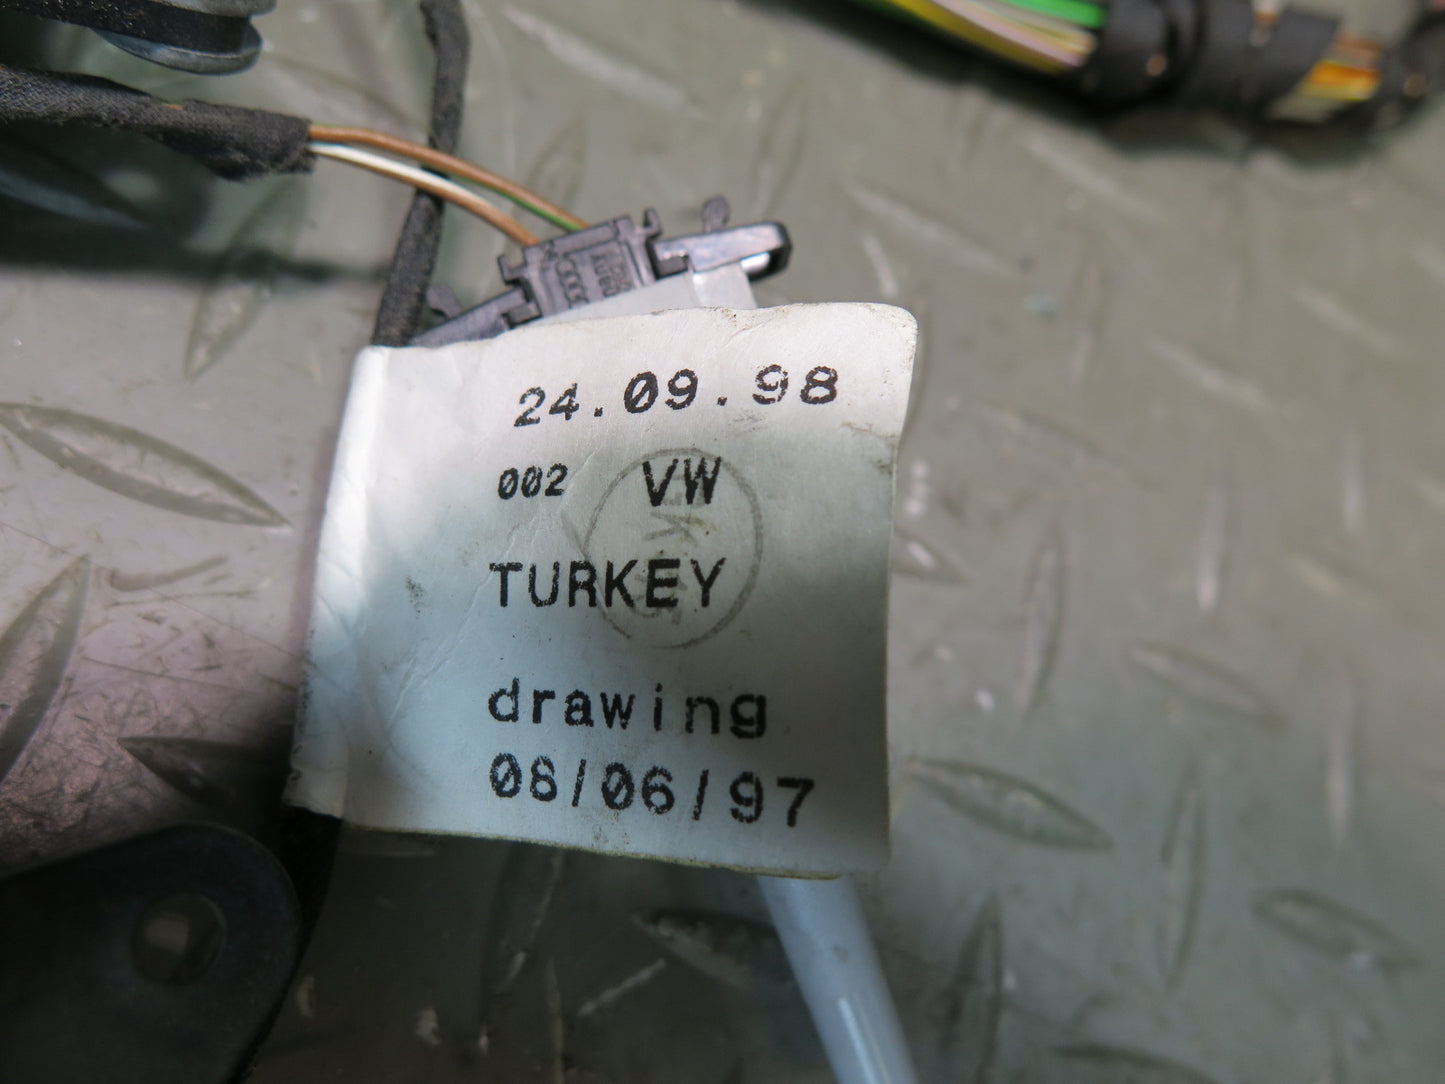 24.09.98
002 VW
TURKEY
drawing
08/06/97